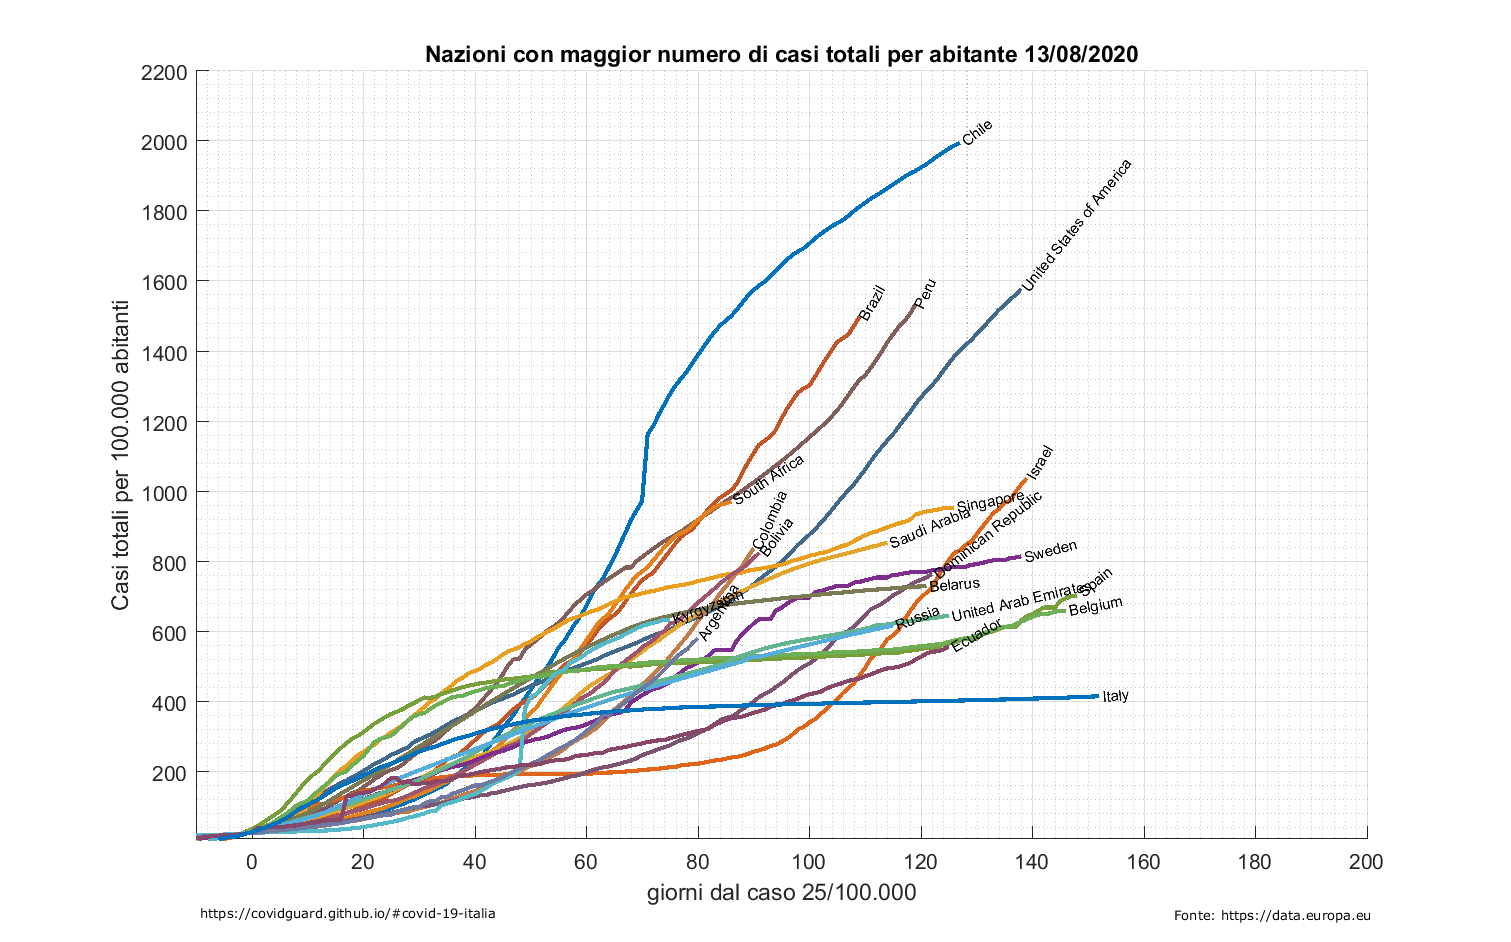 Nazioni con maggior numero di casi totali per abitante 13/08/2020
Casi totali per 100.000 abitanti
2200
2000
1800
1600
1400
1200
1000
800
600
400
200
Chile
United States of America
Brazil
Peru
Israel
South Africa
Singapore
Saudi Arabia
Dominican Republic
Colombia
Bolivia
Sweden
Belarus
Spain
Belgium
United Arab Emirates
Russia
Ecuador
Kyrgyzstan
Argentina
Italy
0 20 40 60 80 100 120 140 160 180 200
giorni dal caso 25/100.000
https://covidguard.github.io/#covid-19-italia
Fonte: https://data.europa.eu